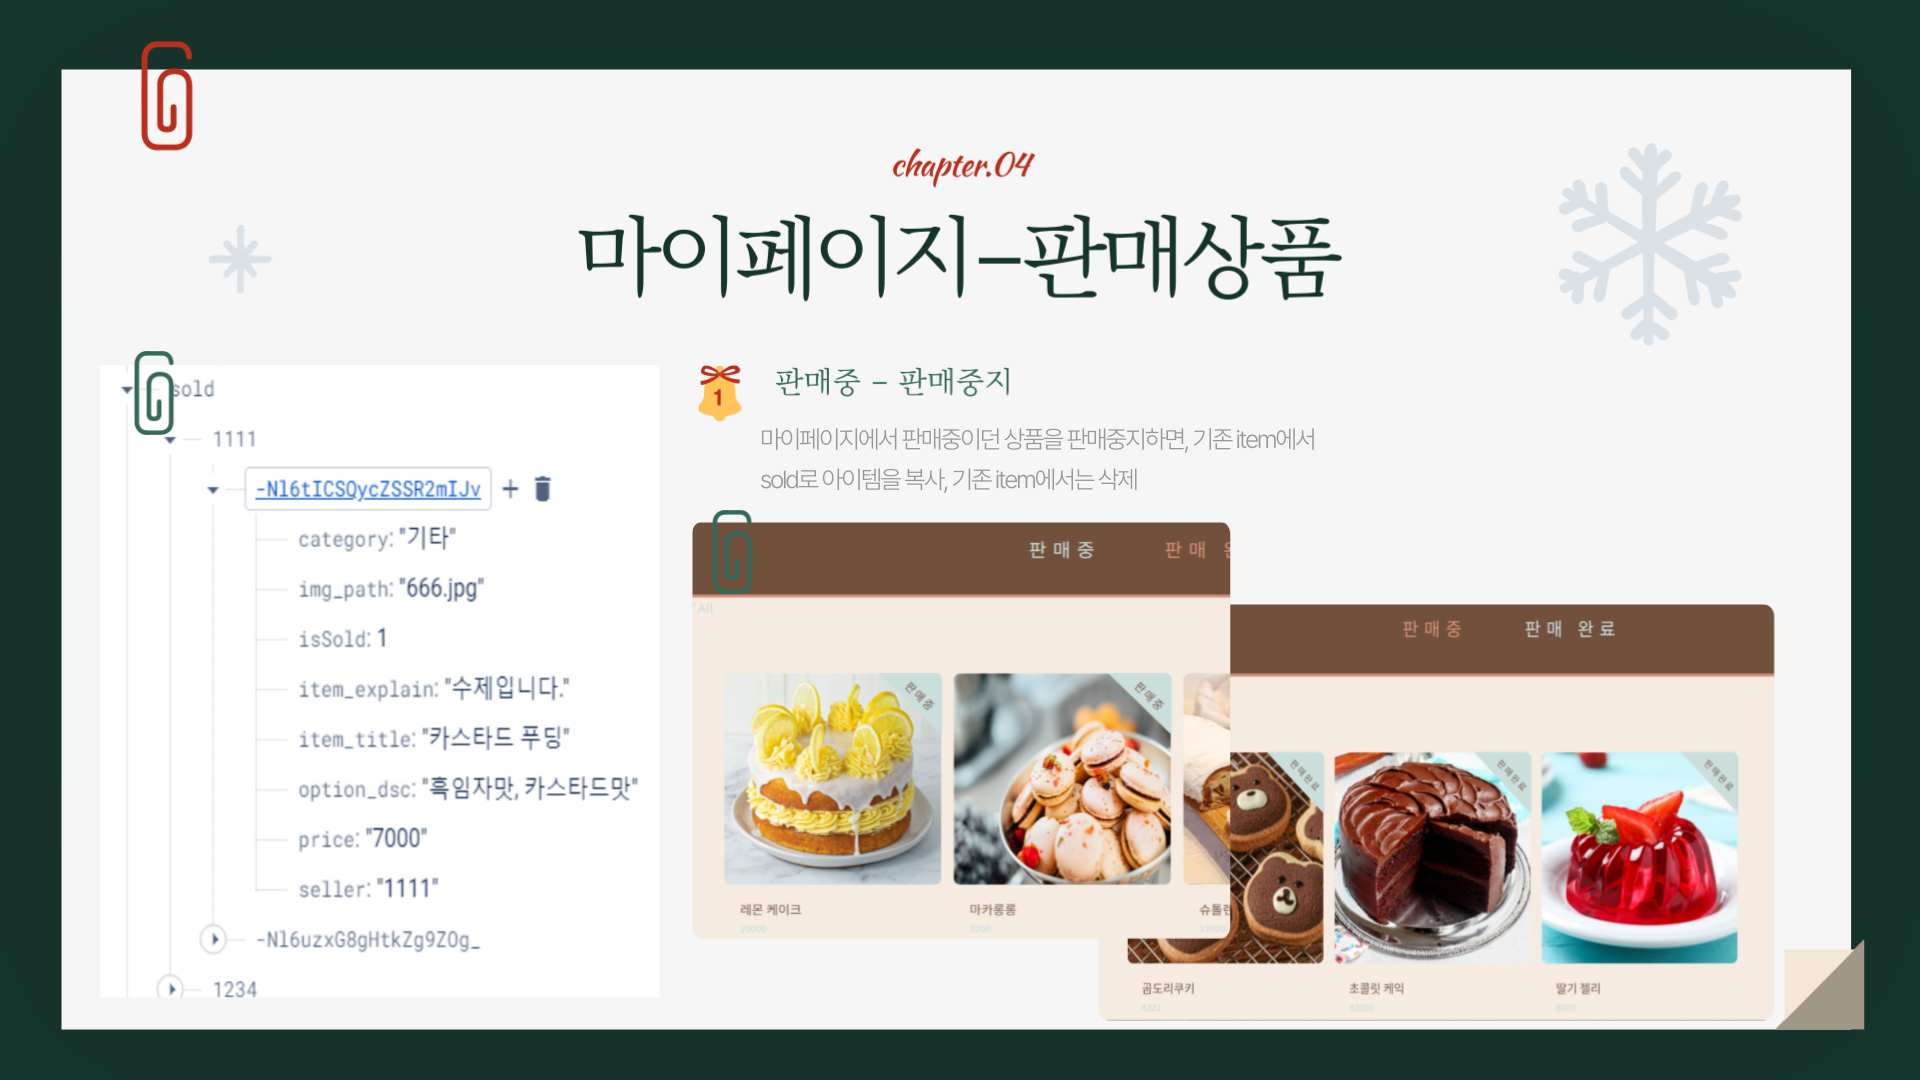 chapter.04
마이페이지-판매상품
sold
1111
-Nl6tICSQycZSSR2mIJv
category: "기타"
img_path: "666.jpg"
isSold: 1
item_explain: "수제입니다."
item_title: "카스타드 푸딩"
option_dsc: "흑임자맛, 카스타드맛"
price: "7000"
seller: "1111"
-Nl6uzxG8gHtkZg9ZOg_
1234
1
판매중 - 판매중지
마이페이지에서 판매중이던 상품을 판매중지하면, 기존 item에서
sold로 아이템을 복사, 기존 item에서는 삭제
판매중 판매
All
판매중
판매중
레몬 케이크
마카롱롱
슈톨렌
3300
판매중 판매 완료
판매완료
판매완료
판매완료
곰도리쿠키
초콜릿 케익
딸기 젤리
4321